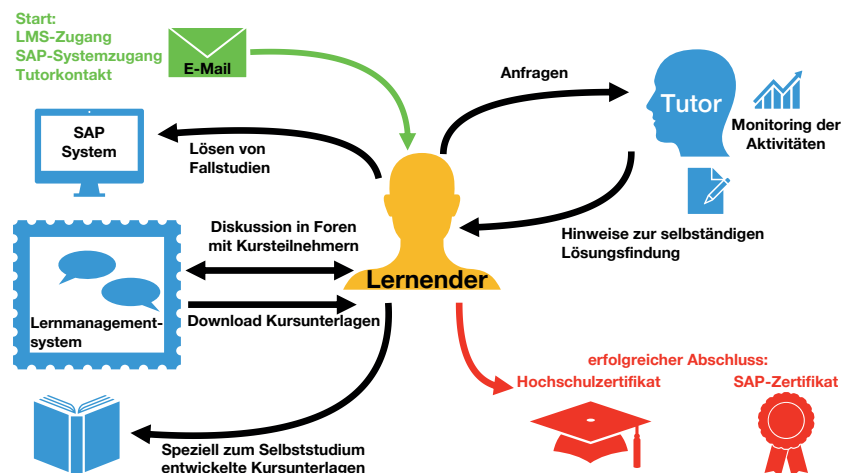 Start:
LMS-Zugang
SAP-Systemzugang
Tutorkontakt
E-Mail
Anfragen
Tutor
Monitoring der
Aktivitäten
SAP
System
Lösen von
Fallstudien
Hinweise zur selbständigen
Lösungsfindung
Diskussion in Foren
mit Kursteilnehmern
Lernender
Lernmanagement-
system
Download Kursunterlagen
erfolgreicher Abschluss:
Hochschulzertifikat
SAP-Zertifikat
Speziell zum Selbststudium
entwickelte Kursunterlagen